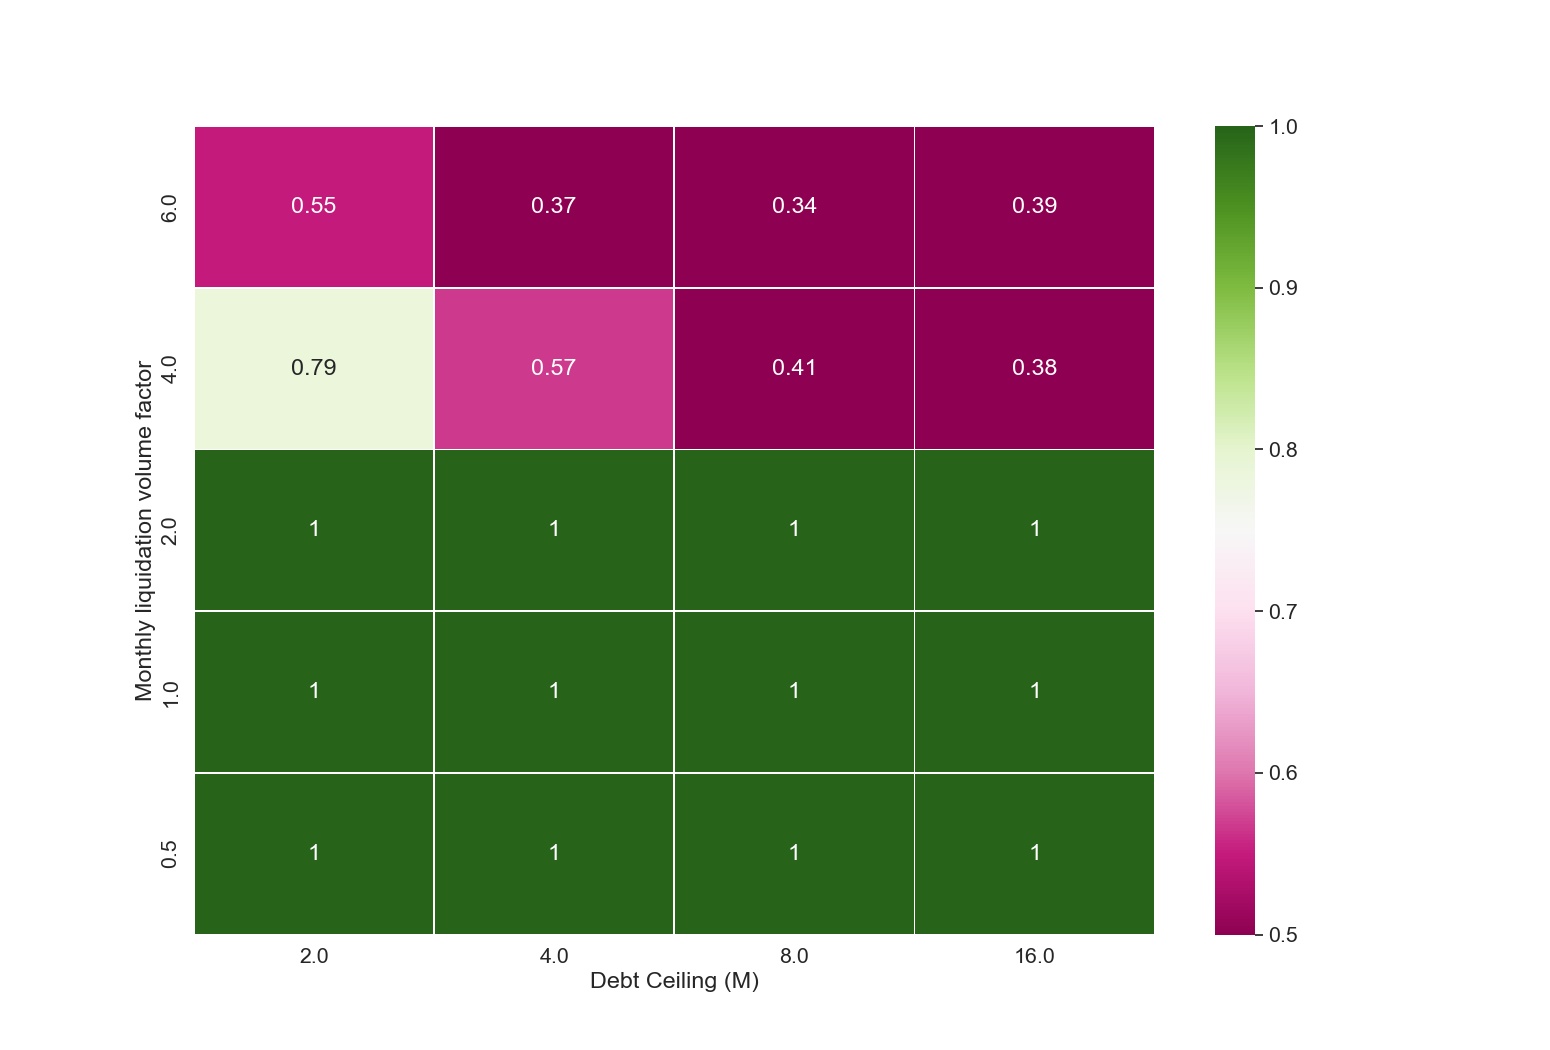 Monthly liquidation volume factor
6.0 0.55 0.37 0.34 0.39
4.0 0.79 0.57 0.41 0.38
2.0 1 1 1 1
1.0 1 1 1 1
0.5 1 1 1 1
2.0 4.0 8.0 16.0
Debt Ceiling (M)
1.0
0.9
0.8
0.7
0.6
0.5